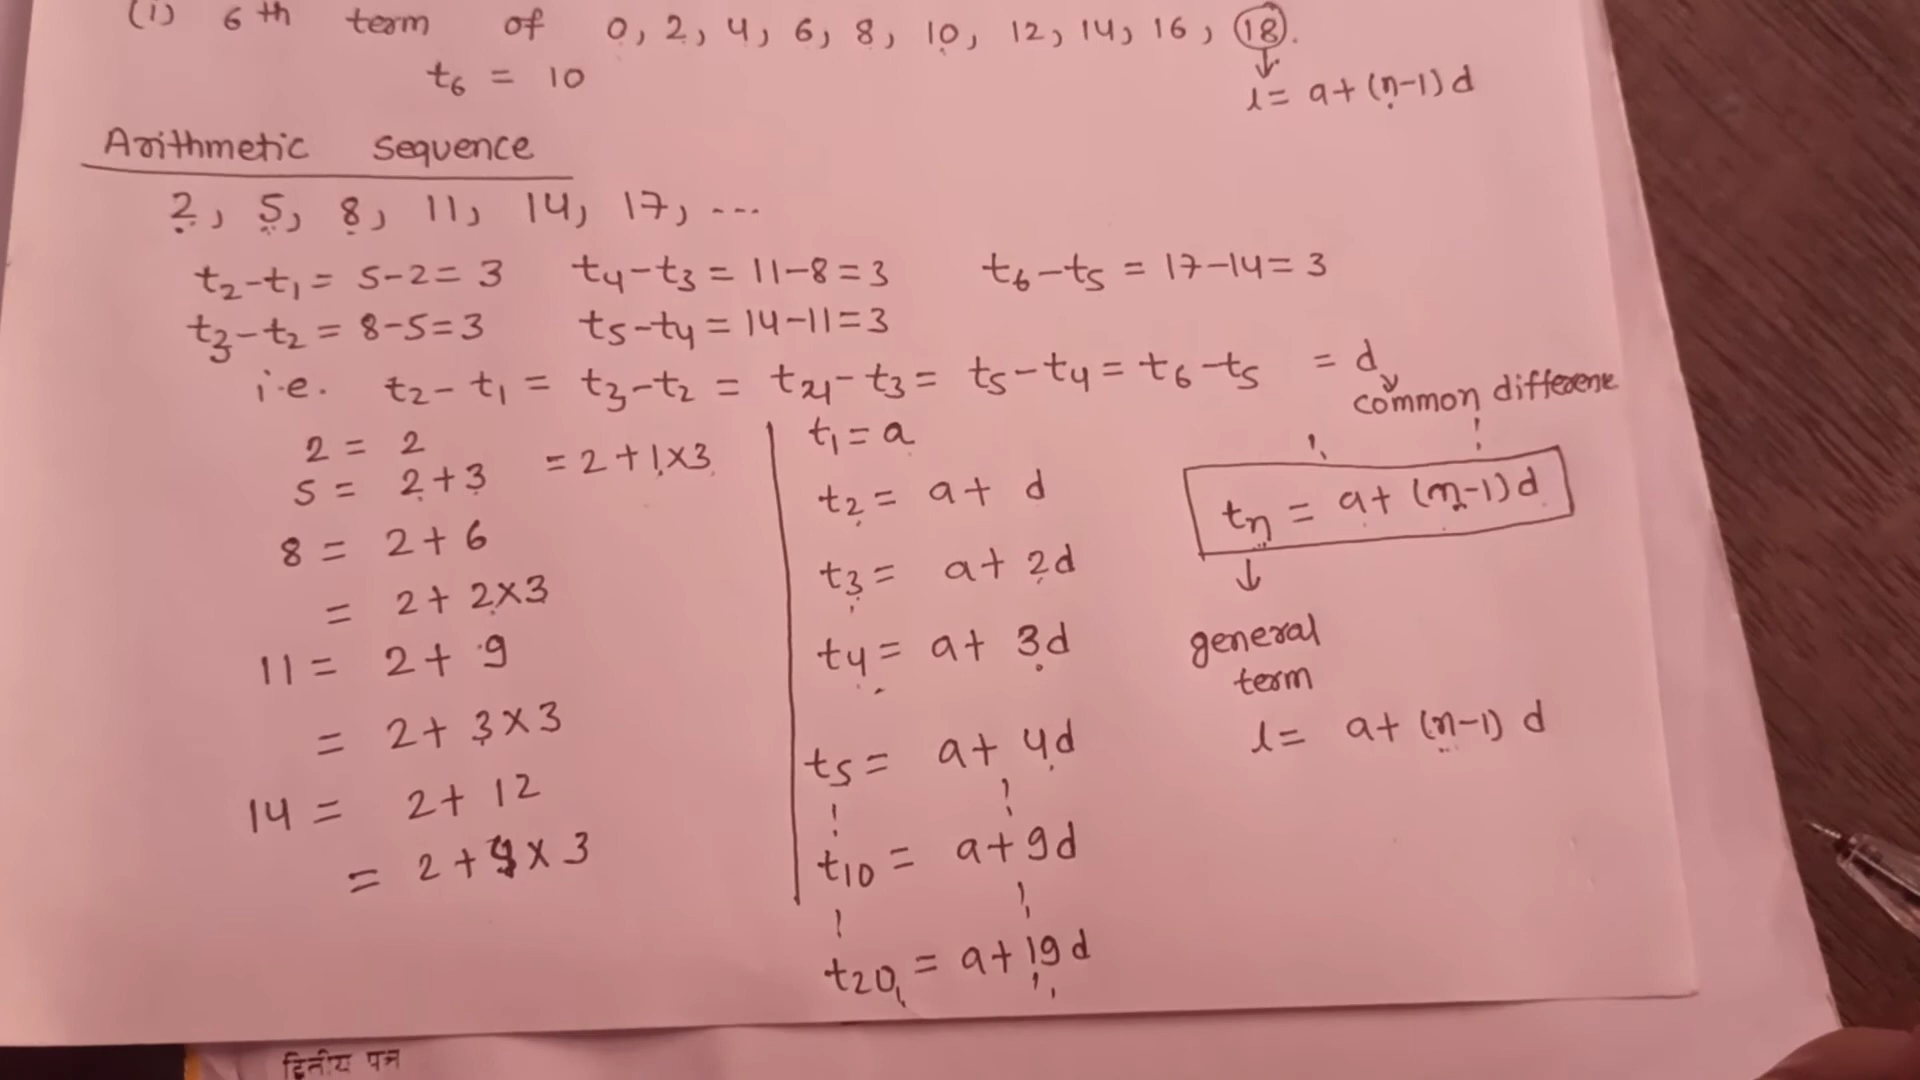 (i) 6th term of 0, 2, 4, 6, 8, 10, 12, 14, 16, 18.
t6 = 10
l = a+(n-1)d
Arithmetic sequence
2, 5, 8, 11, 14, 17, ---
t2-t1 = 5-2 = 3 t4-t3 = 11-8 = 3 t6-t5 = 17-14 = 3
t3-t2 = 8-5 = 3 t5-t4 = 14-11 = 3
i.e. t2-t1 = t3-t2 = t4-t3 = t5-t4 = t6-t5 = d
common difference
2 = 2
5 = 2+3 = 2+1×3
8 = 2+6
= 2+2×3
11 = 2+9
= 2+3×3
14 = 2+12
= 2+4×3
t1 = a
t2 = a+d
t3 = a+2d
t4 = a+3d
t5 = a+4d
t10 = a+9d
t20 = a+19d
tn = a+(n-1)d
general
term
l = a+(n-1)d
द्वितीय पत्र